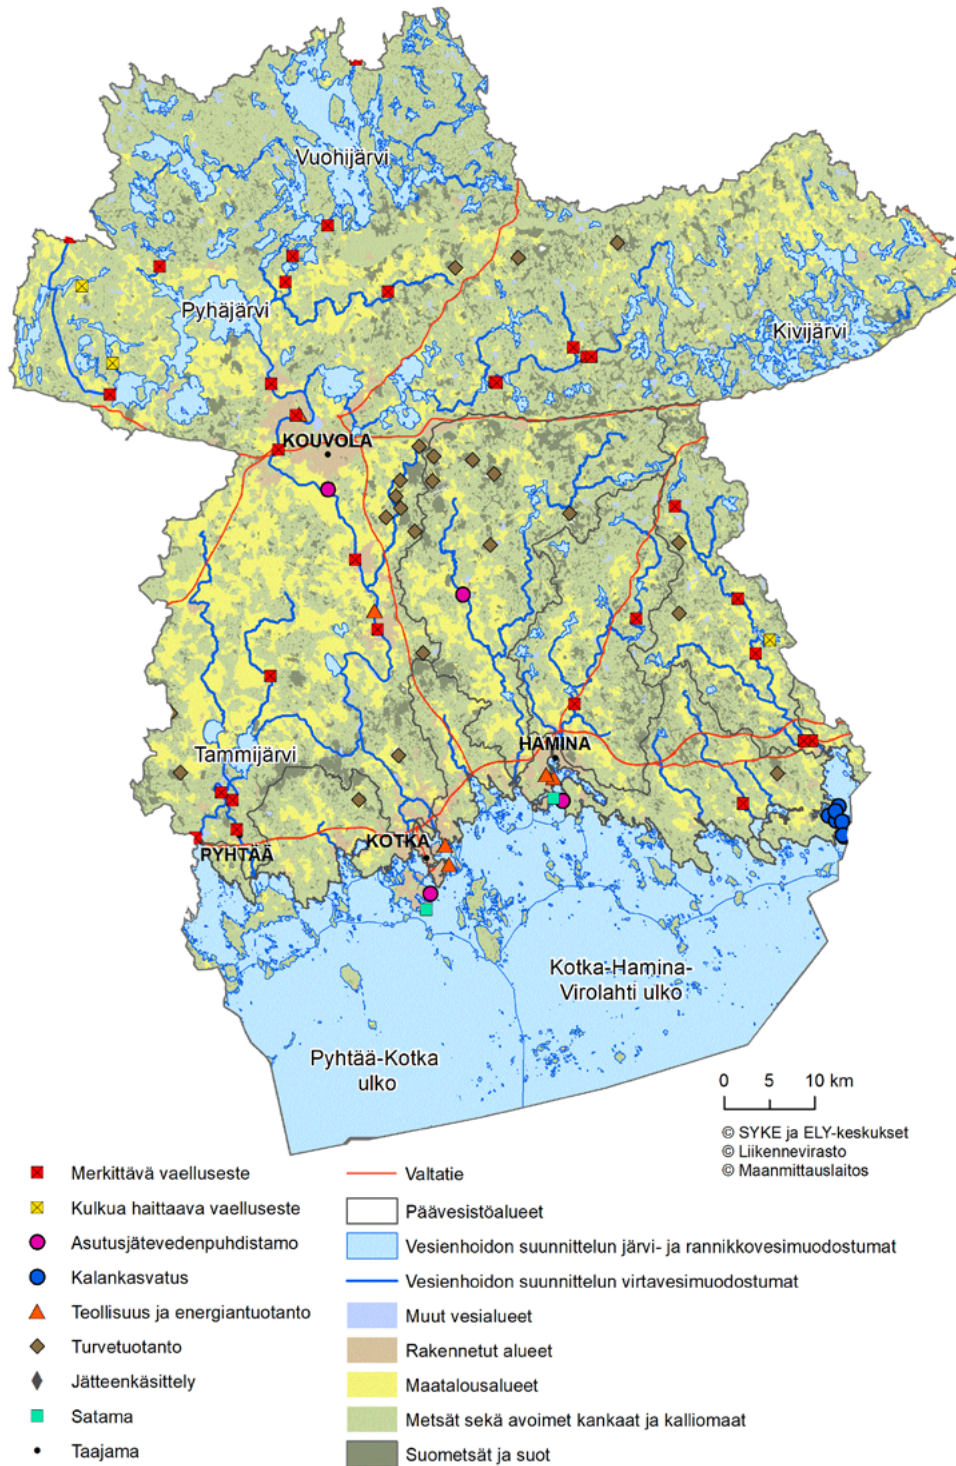 Vuohijärvi
Pyhäjärvi
Kivijärvi
KOUVOLA
Tammijärvi
HAMINA
PYHTÄÄ
KOTKA
Kotka-Hamina-
Virolahti ulko
Pyhtää-Kotka
ulko
0 5 10 km
© SYKE ja ELY-keskukset
© Liikennevirasto
© Maanmittauslaitos
Merkittävä vaelluseste
Kulkua haittaava vaelluseste
Asutusjätevedenpuhdistamo
Kalankasvatus
Teollisuus ja energiantuotanto
Turvetuotanto
Jätteenkäsittely
Satama
Taajama
Valtatie
Päävesistöalueet
Vesienhoidon suunnittelun järvi- ja rannikkovesimuodostumat
Vesienhoidon suunnittelun virtavesimuodostumat
Muut vesialueet
Rakennetut alueet
Maatalousalueet
Metsät sekä avoimet kankaat ja kalliomaat
Suometsät ja suot